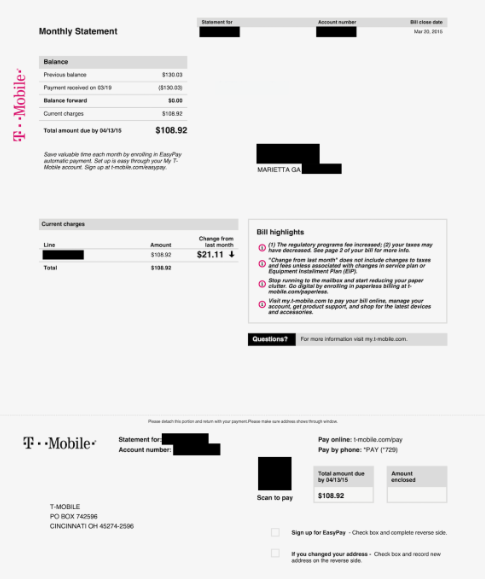 Statement for Account number Bill close date
Monthly Statement Mar 20, 2015
T··Mobile·
Balance
Previous balance $130.03
Payment received on 03/10 ($130.03)
Balance forward $0.00
Current charges $108.92
Total amount due by 04/13/15 $108.92
Save valuable time each month by enrolling in EasyPay
automatic payment. Set up is easy through your My T-
Mobile account. Sign up at t-mobile.com/easypay.
MARIETTA GA
Current charges
Line Amount Change from
last month
$108.92 $21.11 ↓
Total $108.92
Bill highlights
(1) The regulatory programs fee increased; (2) your taxes may
have decreased. See page 2 of your bill for more info.
"Change from last month" does not include changes to taxes
and fees unless associated with changes in service plan or
Equipment Installment Plan (EIP).
Stop running to the mailbox and start reducing your paper
clutter. Go digital by enrolling in paperless billing at t-
mobile.com/paperless.
Visit my.t-mobile.com to pay your bill online, manage your
account, get product support, and shop for the latest devices
and accessories.
Questions? For more information visit my.t-mobile.com.
Please detach this portion and return with your payment.Please make sure address shows through window.
T··Mobile·
Statement for:
Account number:
Pay online: t-mobile.com/pay
Pay by phone: *PAY (*729)
Scan to pay
Total amount due
by 04/13/15
$108.92
Amount
enclosed
T-MOBILE
PO BOX 742596
CINCINNATI OH 45274-2596
Sign up for EasyPay - Check box and complete reverse side.
If you changed your address - Check box and record new
address on the reverse side.